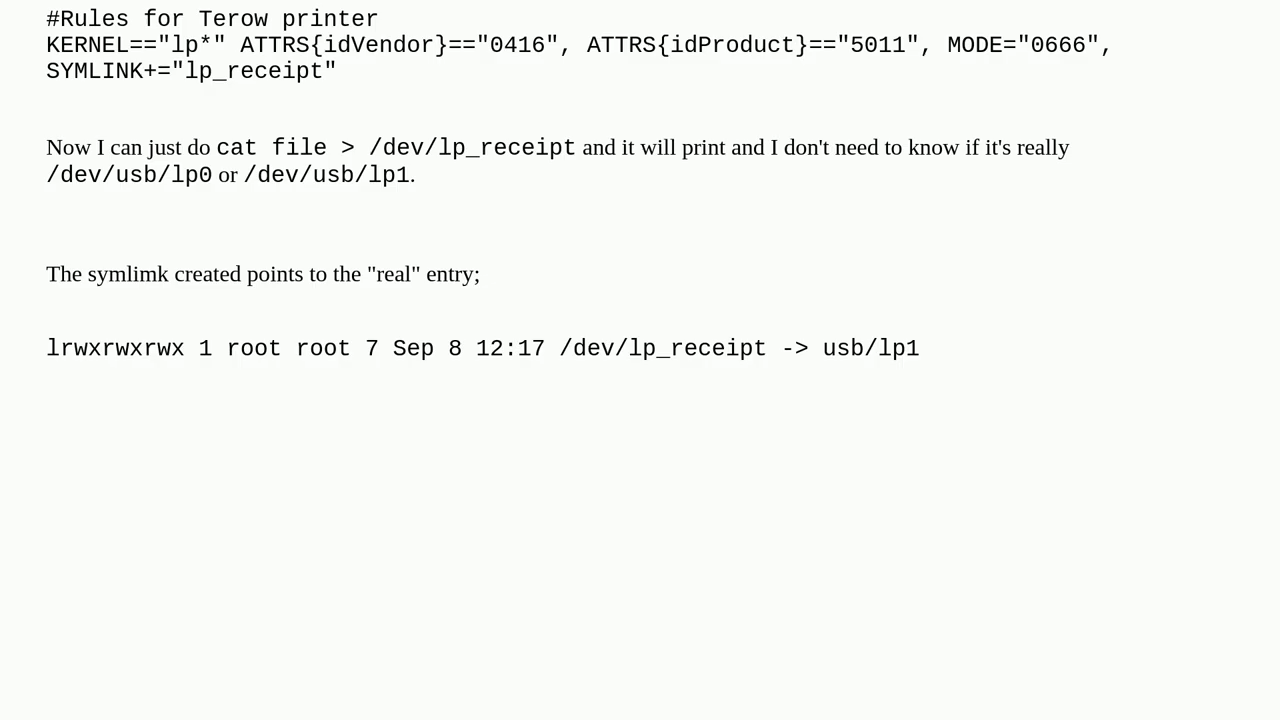 #Rules for Terow printer
KERNEL=="lp*" ATTRS{idVendor}=="0416", ATTRS{idProduct}=="5011", MODE="0666",
SYMLINK+="lp_receipt"
Now I can just do cat file > /dev/lp_receipt and it will print and I don't need to know if it's really
/dev/usb/lp0 or /dev/usb/lp1.
The symlimk created points to the "real" entry;
lrwxrwxrwx 1 root root 7 Sep 8 12:17 /dev/lp_receipt -> usb/lp1